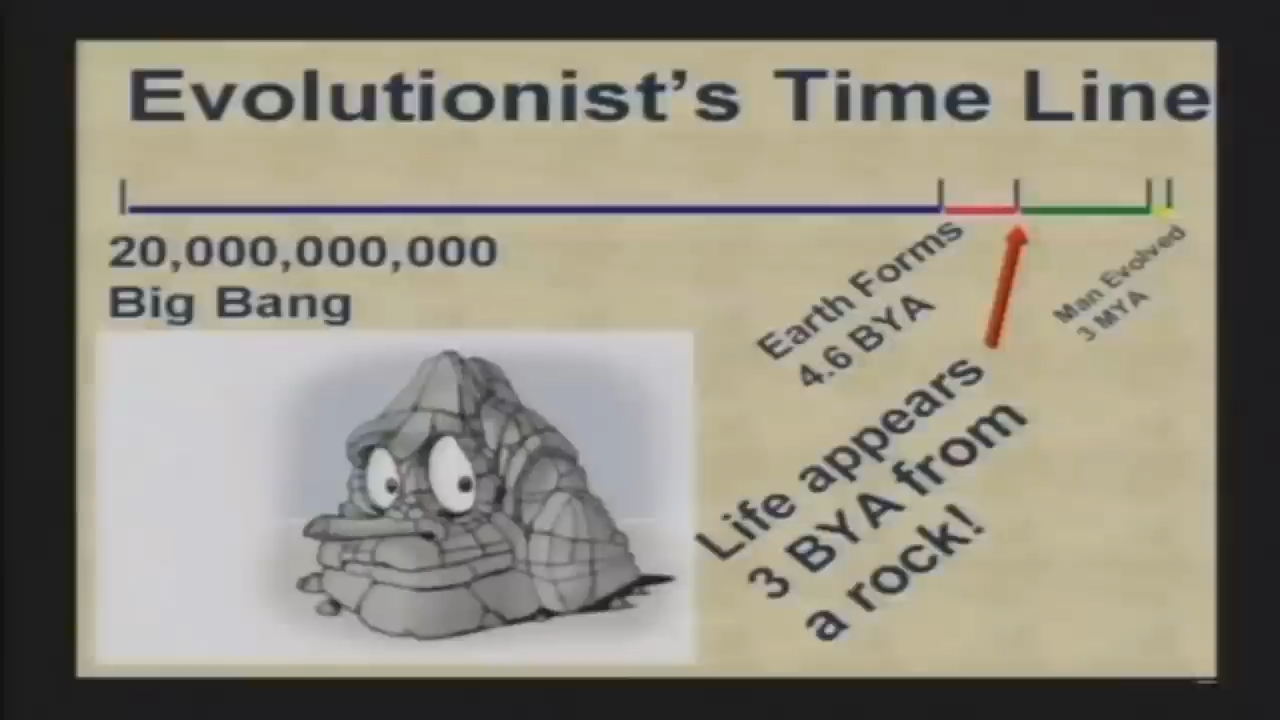 Evolutionist's Time Line
20,000,000,000
Big Bang
Earth Forms
4.6 BYA
Life appears
3 BYA from
a rock!
Man Evolved
3 MYA